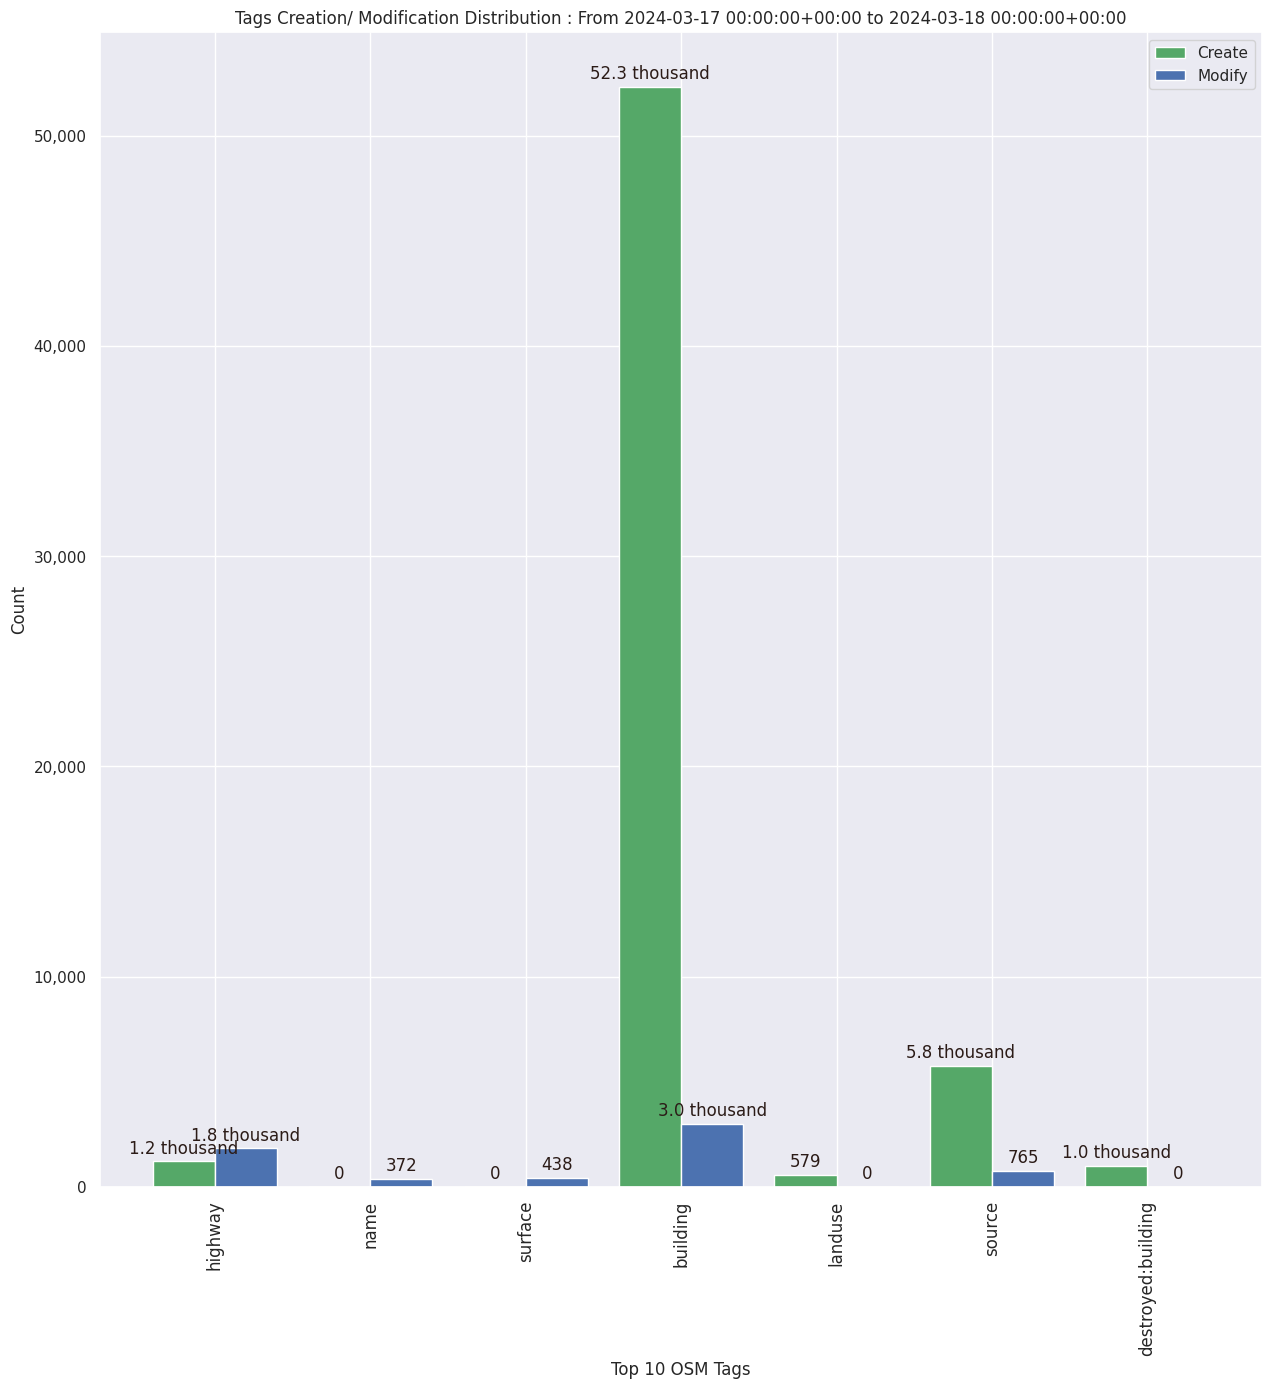 Tags Creation/ Modification Distribution : From 2024-03-17 00:00:00+00:00 to 2024-03-18 00:00:00+00:00
Create
Modify
52.3 thousand
50,000
40,000
30,000
Count
20,000
10,000
5.8 thousand
3.0 thousand
1.8 thousand
1.2 thousand
0
372
0
438
579
0
765
1.0 thousand
0
0
highway
name
surface
building
landuse
source
destroyed:building
Top 10 OSM Tags